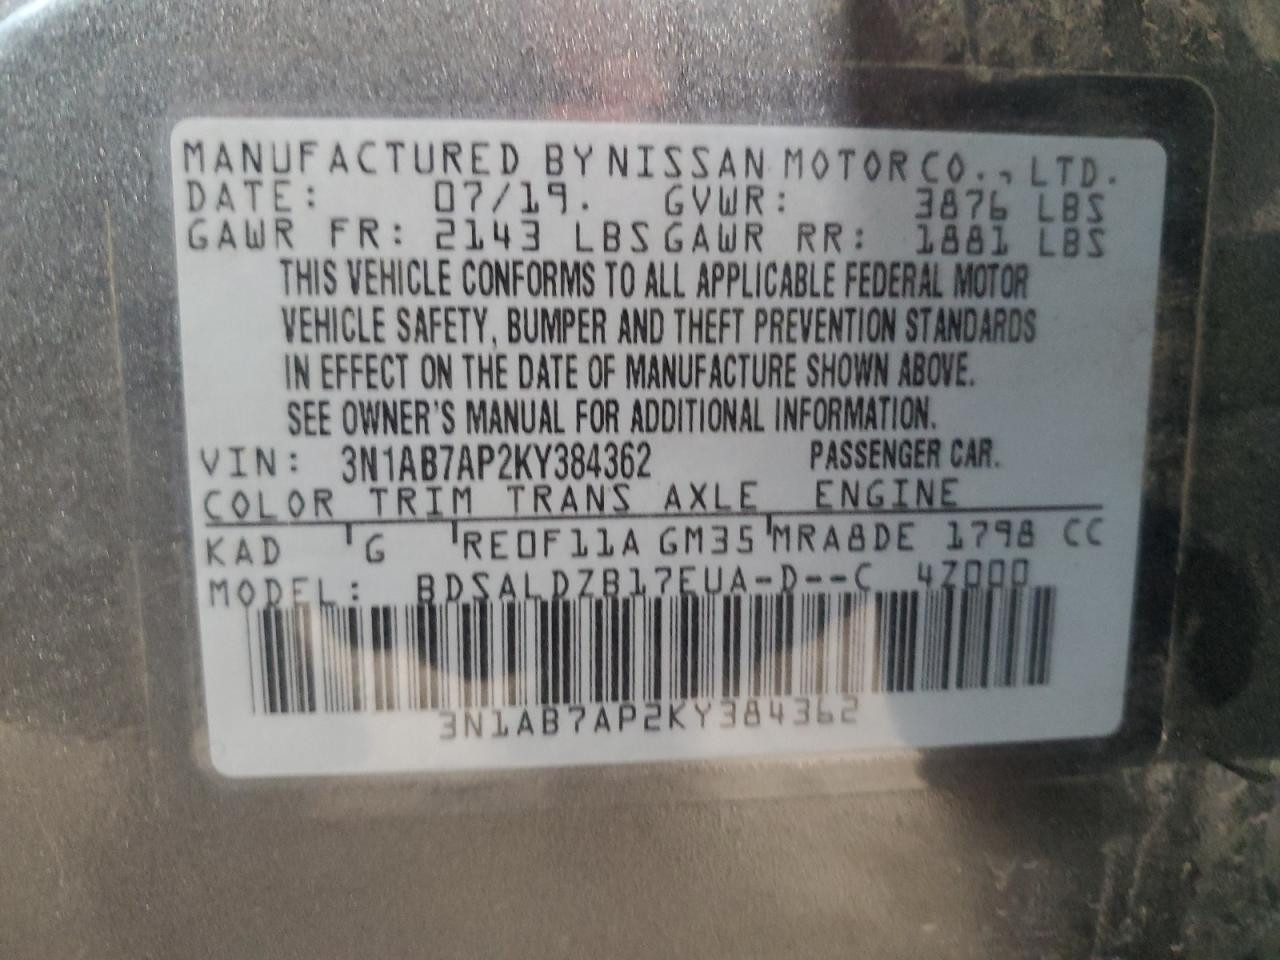 MANUFACTURED BY NISSAN MOTOR CO., LTD.
DATE: 07/19. GVWR: 3876 LBS
GAWR FR: 2143 LBS GAWR RR: 1881 LBS
THIS VEHICLE CONFORMS TO ALL APPLICABLE FEDERAL MOTOR
VEHICLE SAFETY, BUMPER AND THEFT PREVENTION STANDARDS
IN EFFECT ON THE DATE OF MANUFACTURE SHOWN ABOVE.
SEE OWNER'S MANUAL FOR ADDITIONAL INFORMATION.
VIN: 3N1AB7AP2KY384362 PASSENGER CAR.
COLOR TRIM TRANS AXLE ENGINE
KAD G RE0F11A GM35 MRA8DE 1798 CC
MODEL: BDSALDZB17EUA-D--C 4Z000
3N1AB7AP2KY384362